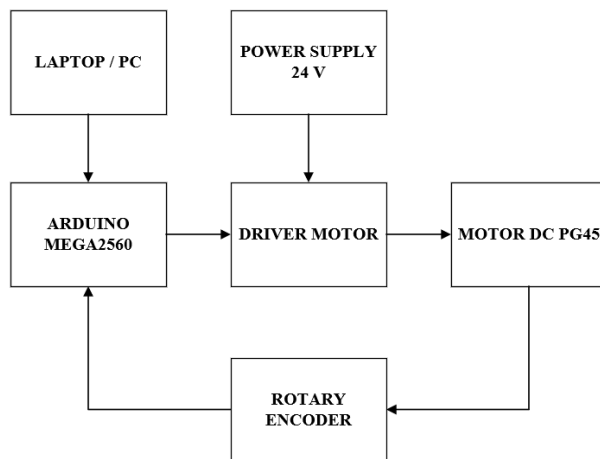 LAPTOP / PC
POWER SUPPLY
24 V
ARDUINO
MEGA2560
DRIVER MOTOR
MOTOR DC PG45
ROTARY
ENCODER